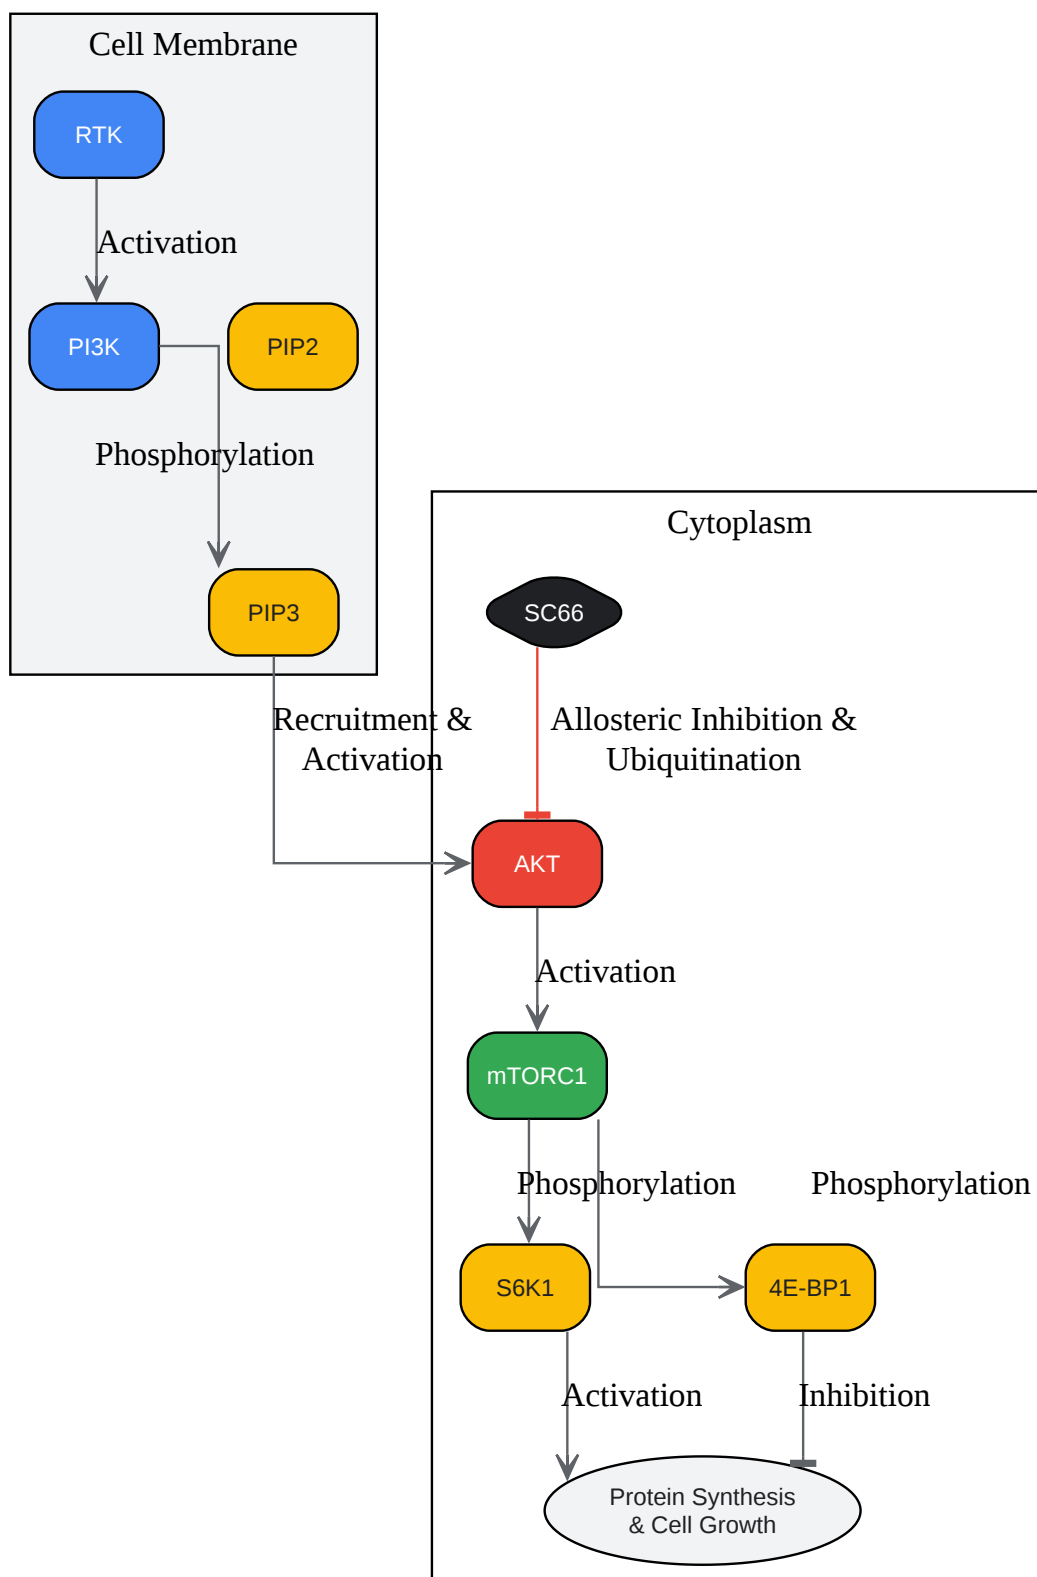 Cell Membrane
RTK
Activation
PI3K
PIP2
Phosphorylation
PIP3
Cytoplasm
SC66
Recruitment &
Activation
Allosteric Inhibition &
Ubiquitination
AKT
Activation
mTORC1
Phosphorylation
Phosphorylation
S6K1
4E-BP1
Activation
Inhibition
Protein Synthesis
& Cell Growth